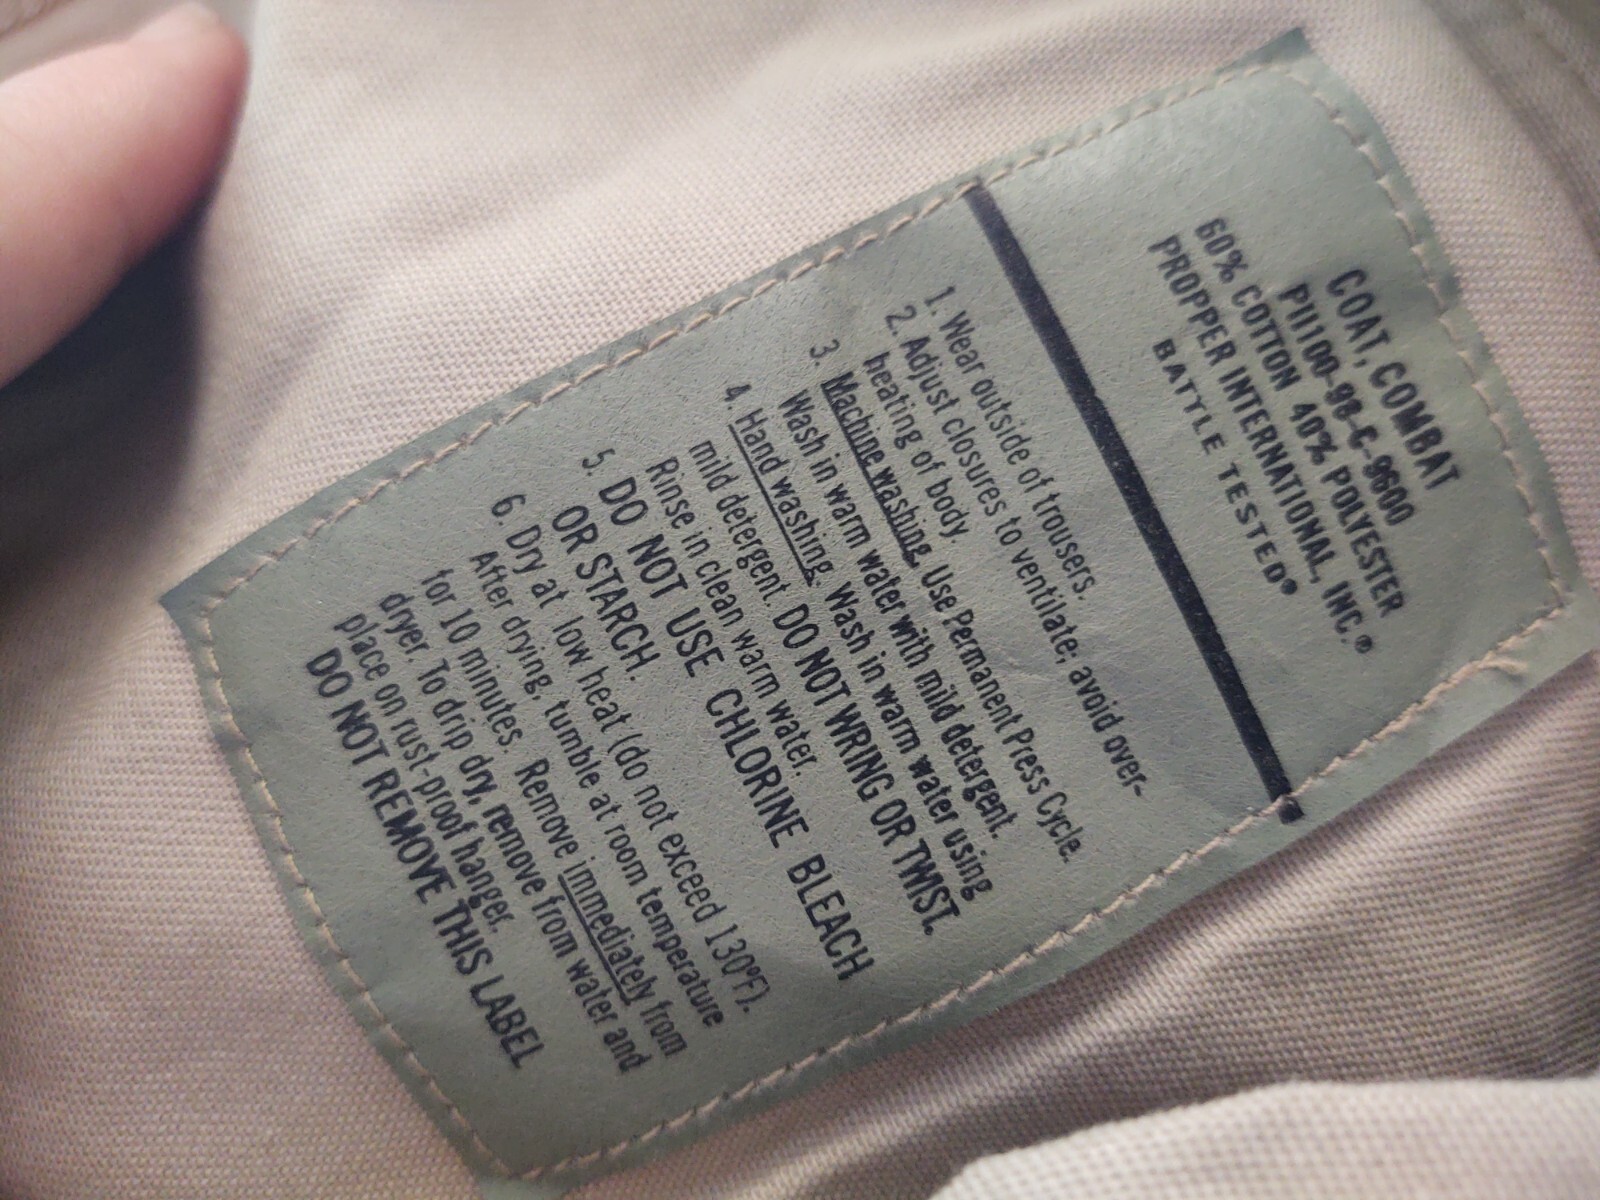 COAT, COMBAT
PI1100-98-C-9600
60% COTTON 40% POLYESTER
PROPPER INTERNATIONAL, INC.®
BATTLE TESTED®
1. Wear outside of trousers.
2. Adjust closures to ventilate; avoid over-
heating of body.
3. Machine washing. Use Permanent Press Cycle.
Wash in warm water with mild detergent.
4. Hand washing. Wash in warm water using
mild detergent. DO NOT WRING OR TWIST.
Rinse in clean warm water.
5. DO NOT USE CHLORINE BLEACH
OR STARCH.
6. Dry at low heat (do not exceed 130°F).
After drying, tumble at room temperature
for 10 minutes. Remove immediately from
dryer. To drip dry, remove from water and
place on rust-proof hanger.
DO NOT REMOVE THIS LABEL